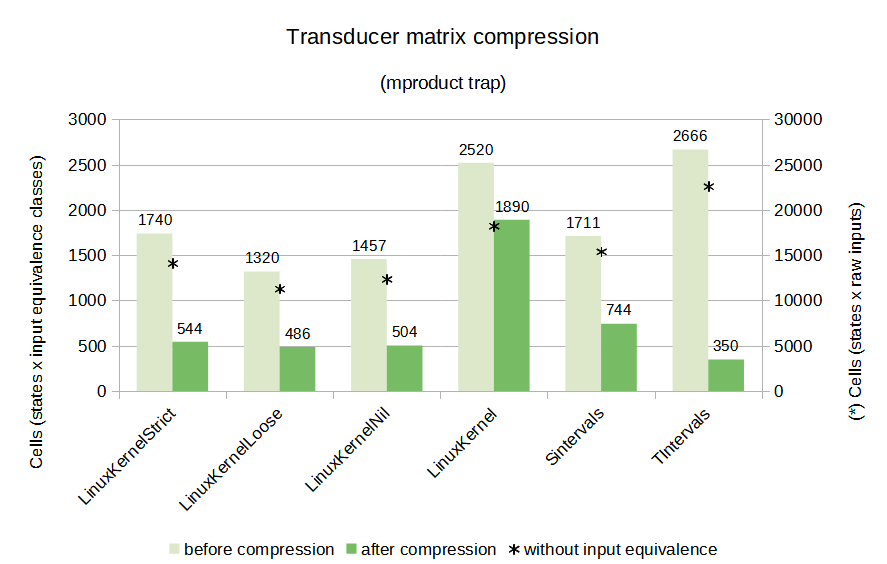 Transducer matrix compression
(mproduct trap)
Cells (states x input equivalence classes)
3000
2500
2000
1500
1000
500
0
1740
544
1320
486
1457
504
2520
1890
1711
744
2666
350
30000
25000
20000
15000
10000
5000
0
(*) Cells (states x raw inputs)
LinuxKernelStrict
LinuxKernelLoose
LinuxKernelNil
LinuxKernel
Sintervals
TIntervals
before compression after compression * without input equivalence